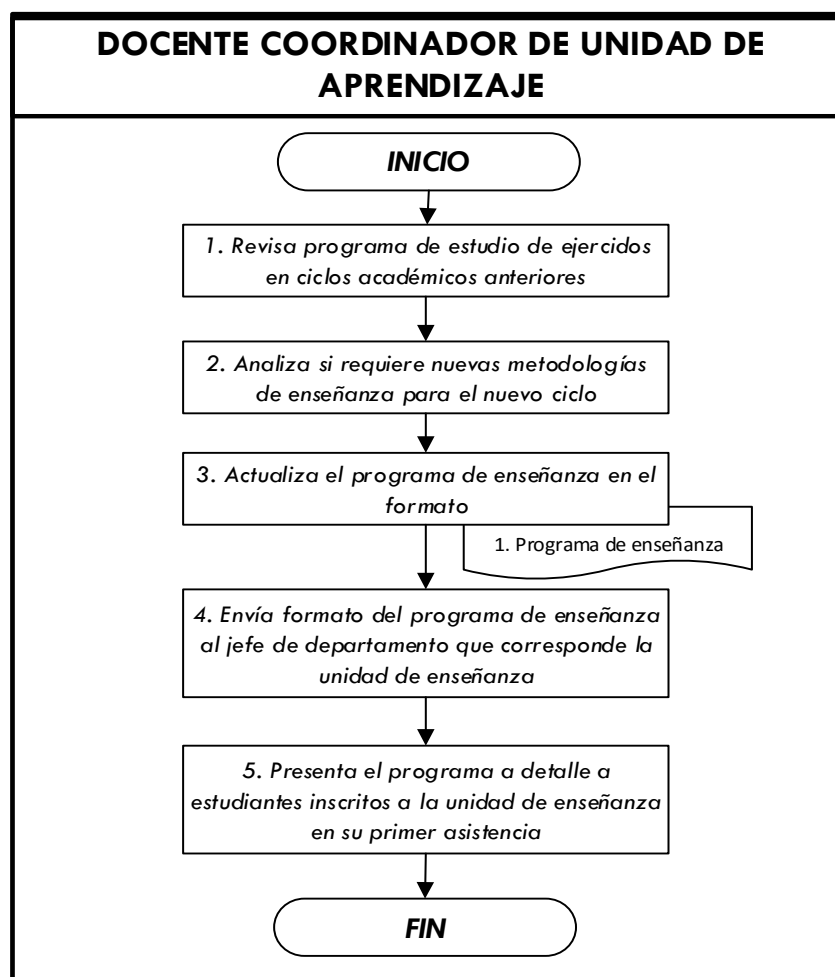 DOCENTE COORDINADOR DE UNIDAD DE
APRENDIZAJE
INICIO
1. Revisa programa de estudio de ejercidos
en ciclos académicos anteriores
2. Analiza si requiere nuevas metodologías
de enseñanza para el nuevo ciclo
3. Actualiza el programa de enseñanza en el
formato
1. Programa de enseñanza
4. Envía formato del programa de enseñanza
al jefe de departamento que corresponde la
unidad de enseñanza
5. Presenta el programa a detalle a
estudiantes inscritos a la unidad de enseñanza
en su primer asistencia
FIN